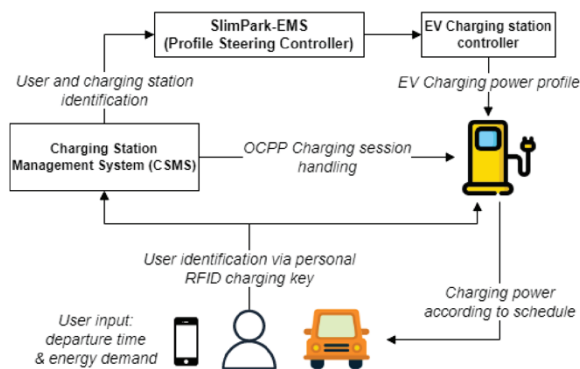 SlimPark-EMS
(Profile Steering Controller)
EV Charging station
controller
User and charging station
identification
EV Charging power profile
Charging Station
Management System (CSMS)
OCPP Charging session
handling
User identification via personal
RFID charging key
Charging power
according to schedule
User input:
departure time
& energy demand